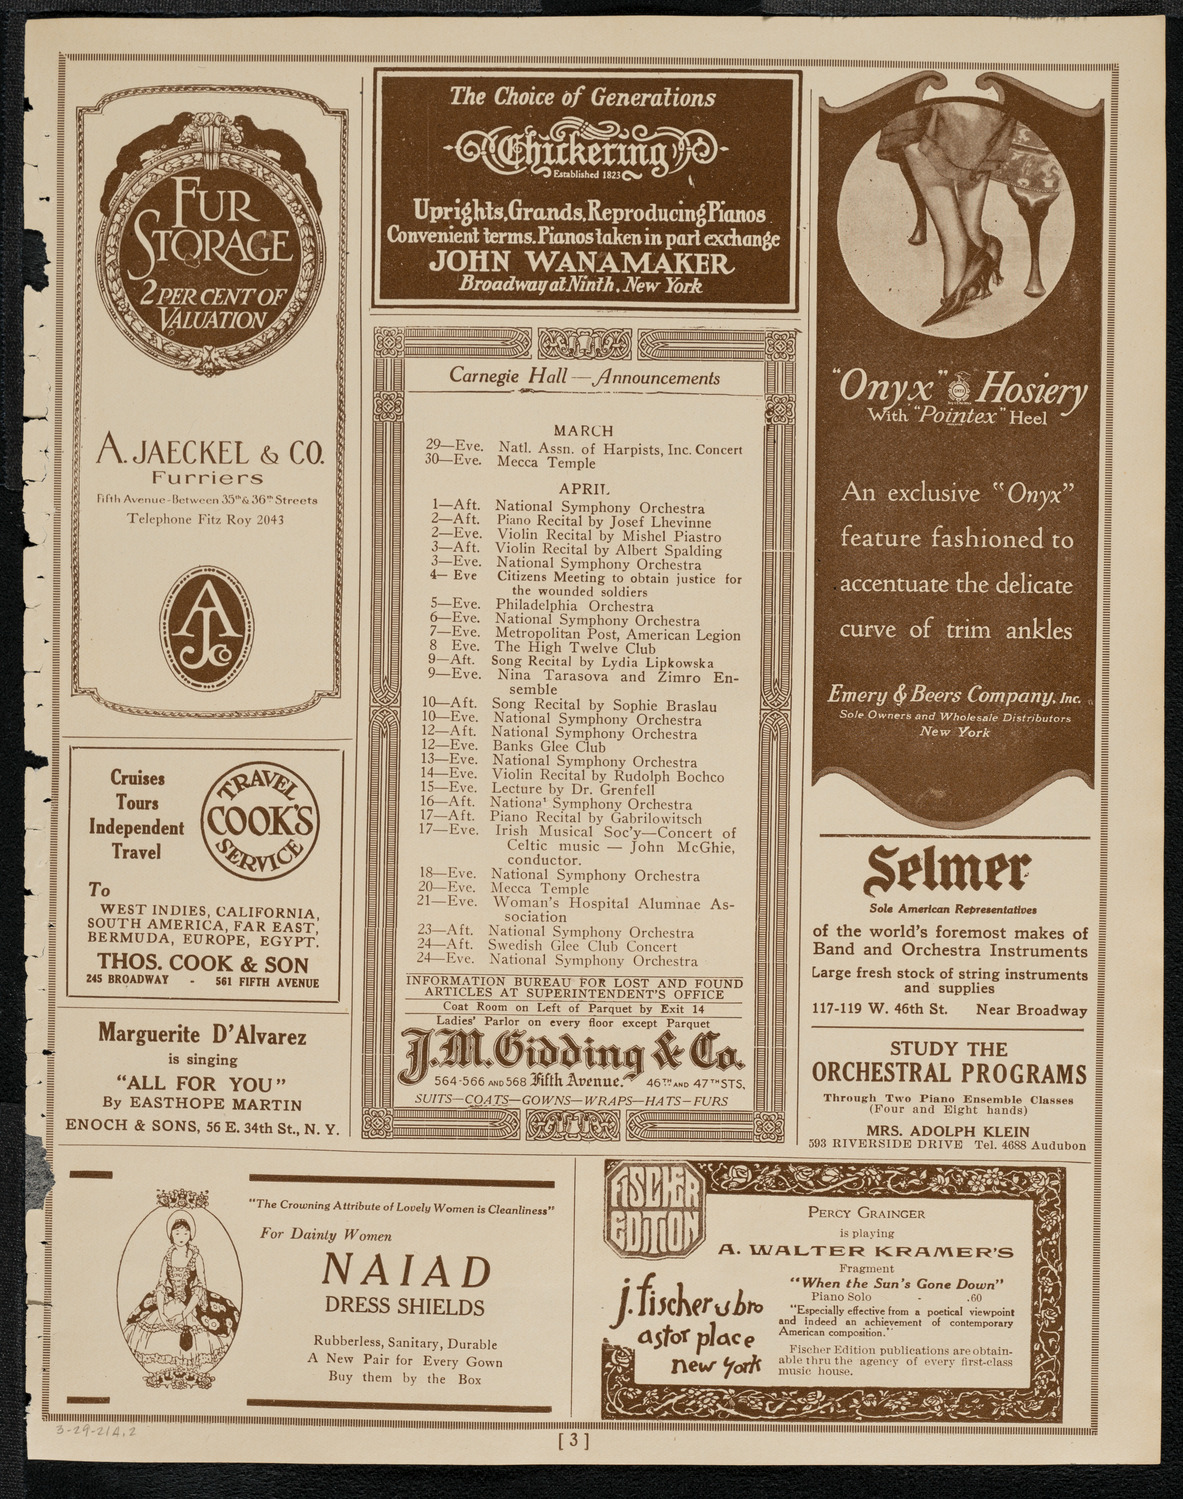 FUR
STORAGE
2 PER CENT OF
VALUATION
A. JAECKEL & CO.
Furriers
Fifth Avenue - Between 35th & 36th Streets
Telephone Fitz Roy 2043
AJCo
Cruises
Tours
Independent
Travel
TRAVEL
COOK'S
SERVICE
To
WEST INDIES, CALIFORNIA,
SOUTH AMERICA, FAR EAST,
BERMUDA, EUROPE, EGYPT.
THOS. COOK & SON
245 BROADWAY - 561 FIFTH AVENUE
Marguerite D'Alvarez
is singing
"ALL FOR YOU"
By EASTHOPE MARTIN
ENOCH & SONS, 56 E. 34th St., N. Y.
The Choice of Generations
Chickering
Established 1823
Uprights, Grands, Reproducing Pianos
Convenient terms. Pianos taken in part exchange
JOHN WANAMAKER
Broadway at Ninth, New York
Carnegie Hall — Announcements
MARCH
29—Eve. Natl. Assn. of Harpists, Inc. Concert
30—Eve. Mecca Temple
APRIL
1—Aft. National Symphony Orchestra
2—Aft. Piano Recital by Josef Lhevinne
2—Eve. Violin Recital by Mishel Piastro
3—Aft. Violin Recital by Albert Spalding
3—Eve. National Symphony Orchestra
4— Eve Citizens Meeting to obtain justice for
the wounded soldiers
5—Eve. Philadelphia Orchestra
6—Eve. National Symphony Orchestra
7—Eve. Metropolitan Post, American Legion
8 Eve. The High Twelve Club
9—Aft. Song Recital by Lydia Lipkowska
9—Eve. Nina Tarasova and Zimro En-
semble
10—Aft. Song Recital by Sophie Braslau
10—Eve. National Symphony Orchestra
12—Aft. National Symphony Orchestra
12—Eve. Banks Glee Club
13—Eve. National Symphony Orchestra
14—Eve. Violin Recital by Rudolph Bochco
15—Eve. Lecture by Dr. Grenfell
16—Aft. Nationa' Symphony Orchestra
17—Aft. Piano Recital by Gabrilowitsch
17—Eve. Irish Musical Soc'y—Concert of
Celtic music — John McGhie,
conductor.
18—Eve. National Symphony Orchestra
20—Eve. Mecca Temple
21—Eve. Woman's Hospital Alumnae As-
sociation
23—Aft. National Symphony Orchestra
24—Aft. Swedish Glee Club Concert
24—Eve. National Symphony Orchestra
INFORMATION BUREAU FOR LOST AND FOUND
ARTICLES AT SUPERINTENDENT'S OFFICE
Coat Room on Left of Parquet by Exit 14
Ladies' Parlor on every floor except Parquet
J.M. Gidding & Co.
564-566 AND 568 Fifth Avenue. 46TH AND 47TH STS.
SUITS—COATS—GOWNS—WRAPS—HATS—FURS
"Onyx" Hosiery
With "Pointex" Heel
An exclusive "Onyx"
feature fashioned to
accentuate the delicate
curve of trim ankles
Emery & Beers Company, Inc.
Sole Owners and Wholesale Distributors
New York
Selmer
Sole American Representatives
of the world's foremost makes of
Band and Orchestra Instruments
Large fresh stock of string instruments
and supplies
117-119 W. 46th St. Near Broadway
STUDY THE
ORCHESTRAL PROGRAMS
Through Two Piano Ensemble Classes
(Four and Eight hands)
MRS. ADOLPH KLEIN
593 RIVERSIDE DRIVE Tel. 4688 Audubon
"The Crowning Attribute of Lovely Women is Cleanliness"
For Dainty Women
NAIAD
DRESS SHIELDS
Rubberless, Sanitary, Durable
A New Pair for Every Gown
Buy them by the Box
FISCHER
EDITION
j. fischer & bro
astor place
new york
PERCY GRAINGER
is playing
A. WALTER KRAMER'S
Fragment
"When the Sun's Gone Down"
Piano Solo - .60
"Especially effective from a poetical viewpoint
and indeed an achievement of contemporary
American composition."
Fischer Edition publications are obtain-
able thru the agency of every first-class
music house.
3-29-21A,2
[ 3 ]